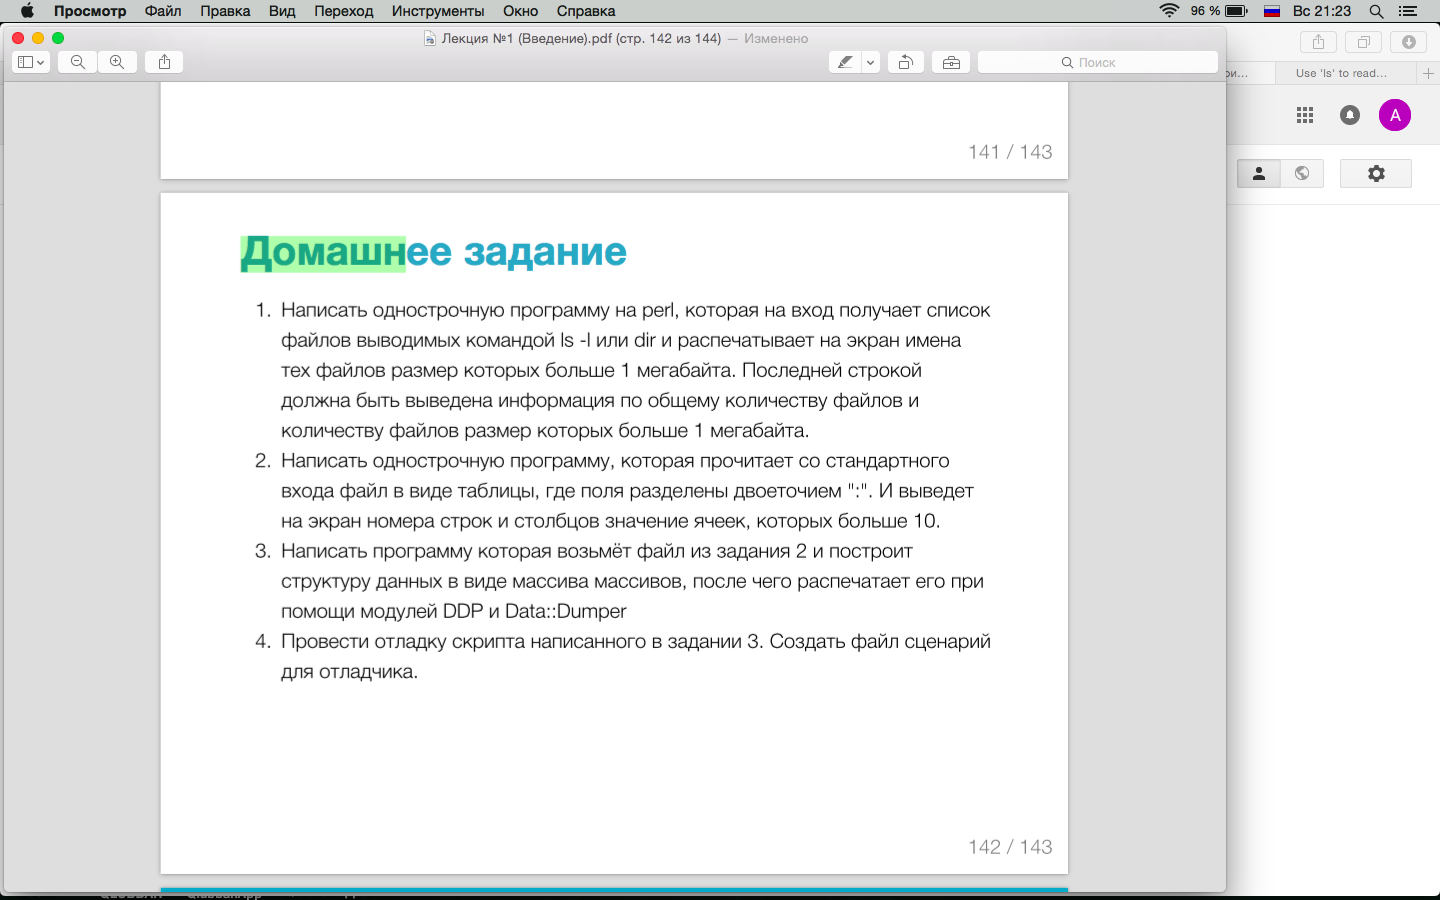 Просмотр Файл Правка Вид Переход Инструменты Окно Справка 96 % Вс 21:23
Лекция №1 (Введение).pdf (стр. 142 из 144) — Изменено
Поиск
Use 'ls' to read...
A
141 / 143
Домашнее задание
1. Написать однострочную программу на perl, которая на вход получает список
файлов выводимых командой ls -l или dir и распечатывает на экран имена
тех файлов размер которых больше 1 мегабайта. Последней строкой
должна быть выведена информация по общему количеству файлов и
количеству файлов размер которых больше 1 мегабайта.
2. Написать однострочную программу, которая прочитает со стандартного
входа файл в виде таблицы, где поля разделены двоеточием ":". И выведет
на экран номера строк и столбцов значение ячеек, которых больше 10.
3. Написать программу которая возьмёт файл из задания 2 и построит
структуру данных в виде массива массивов, после чего распечатает его при
помощи модулей DDP и Data::Dumper
4. Провести отладку скрипта написанного в задании 3. Создать файл сценарий
для отладчика.
142 / 143